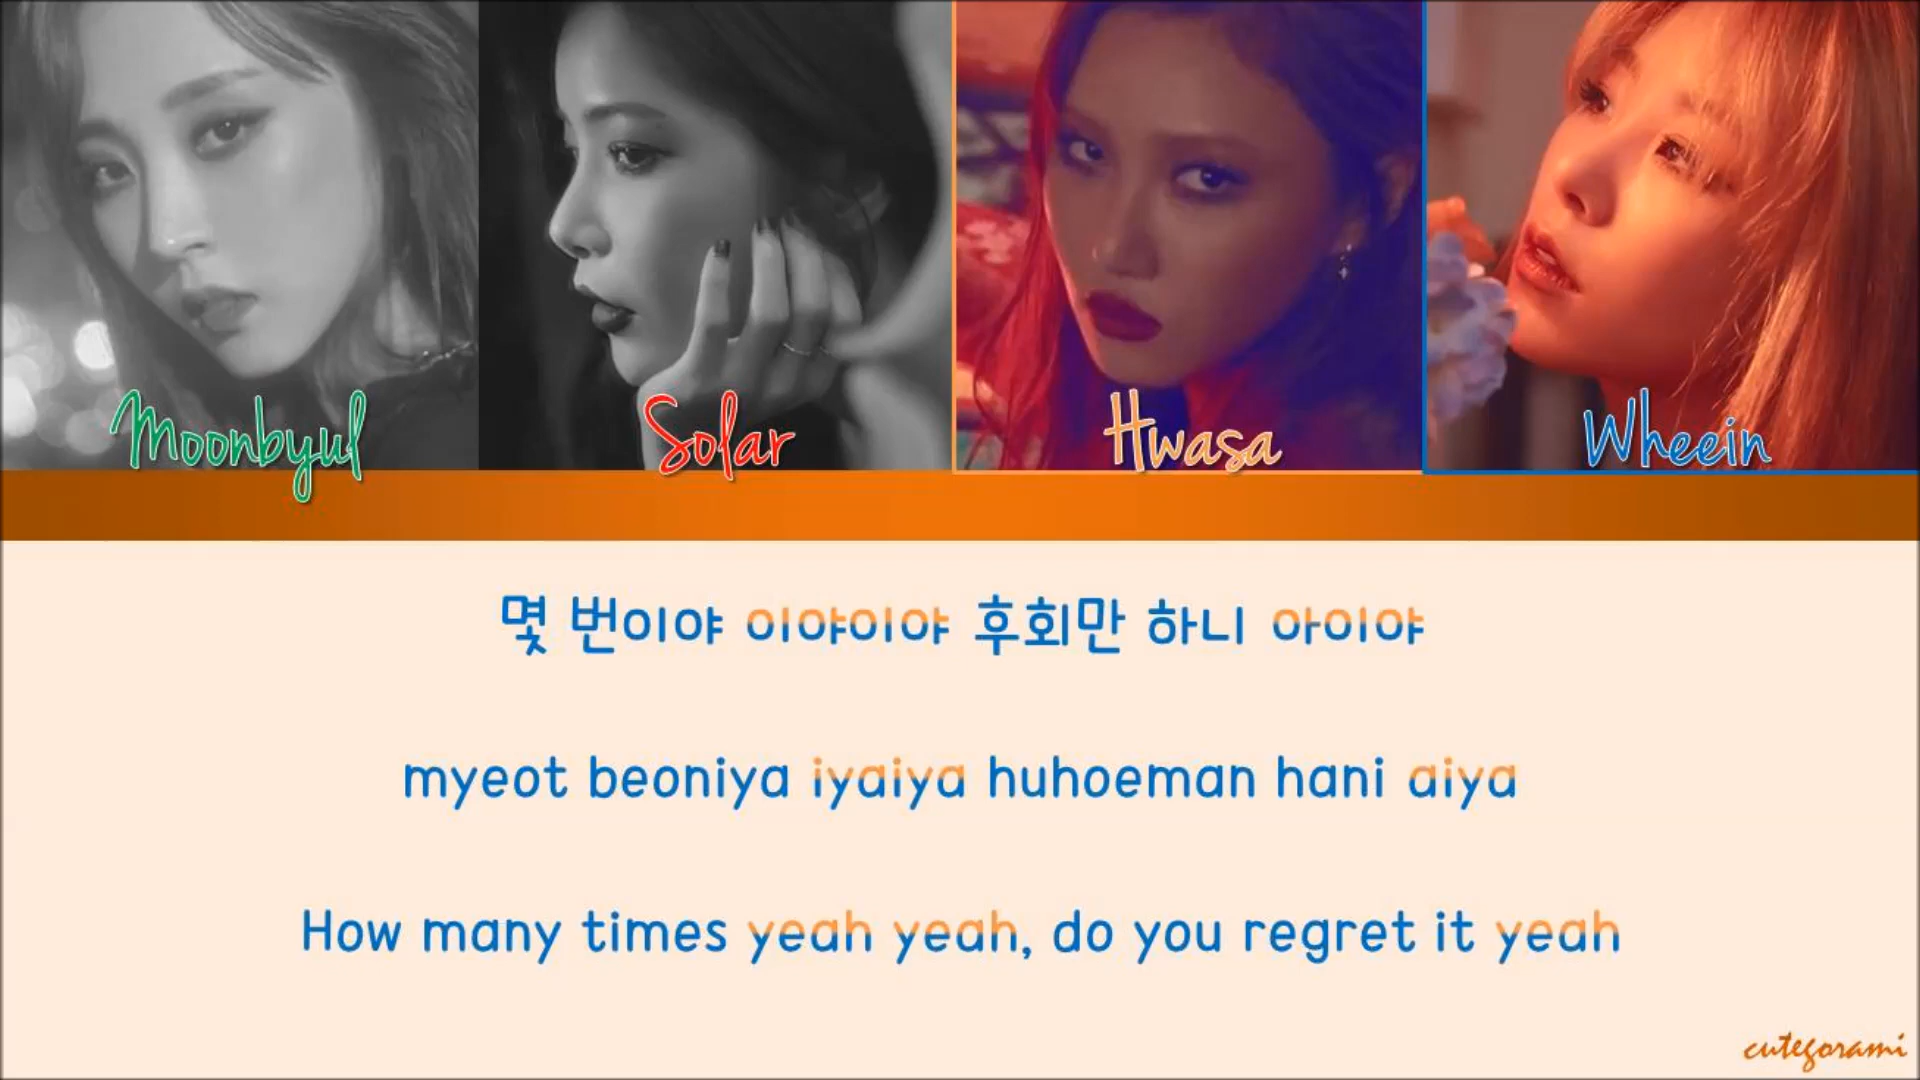 Moonbyul Solar Hwasa Wheein
몇 번이야 이야이야 후회만 하니 아이야
myeot beoniya iyaiya huhoeman hani aiya
How many times yeah yeah, do you regret it yeah
cutegorami